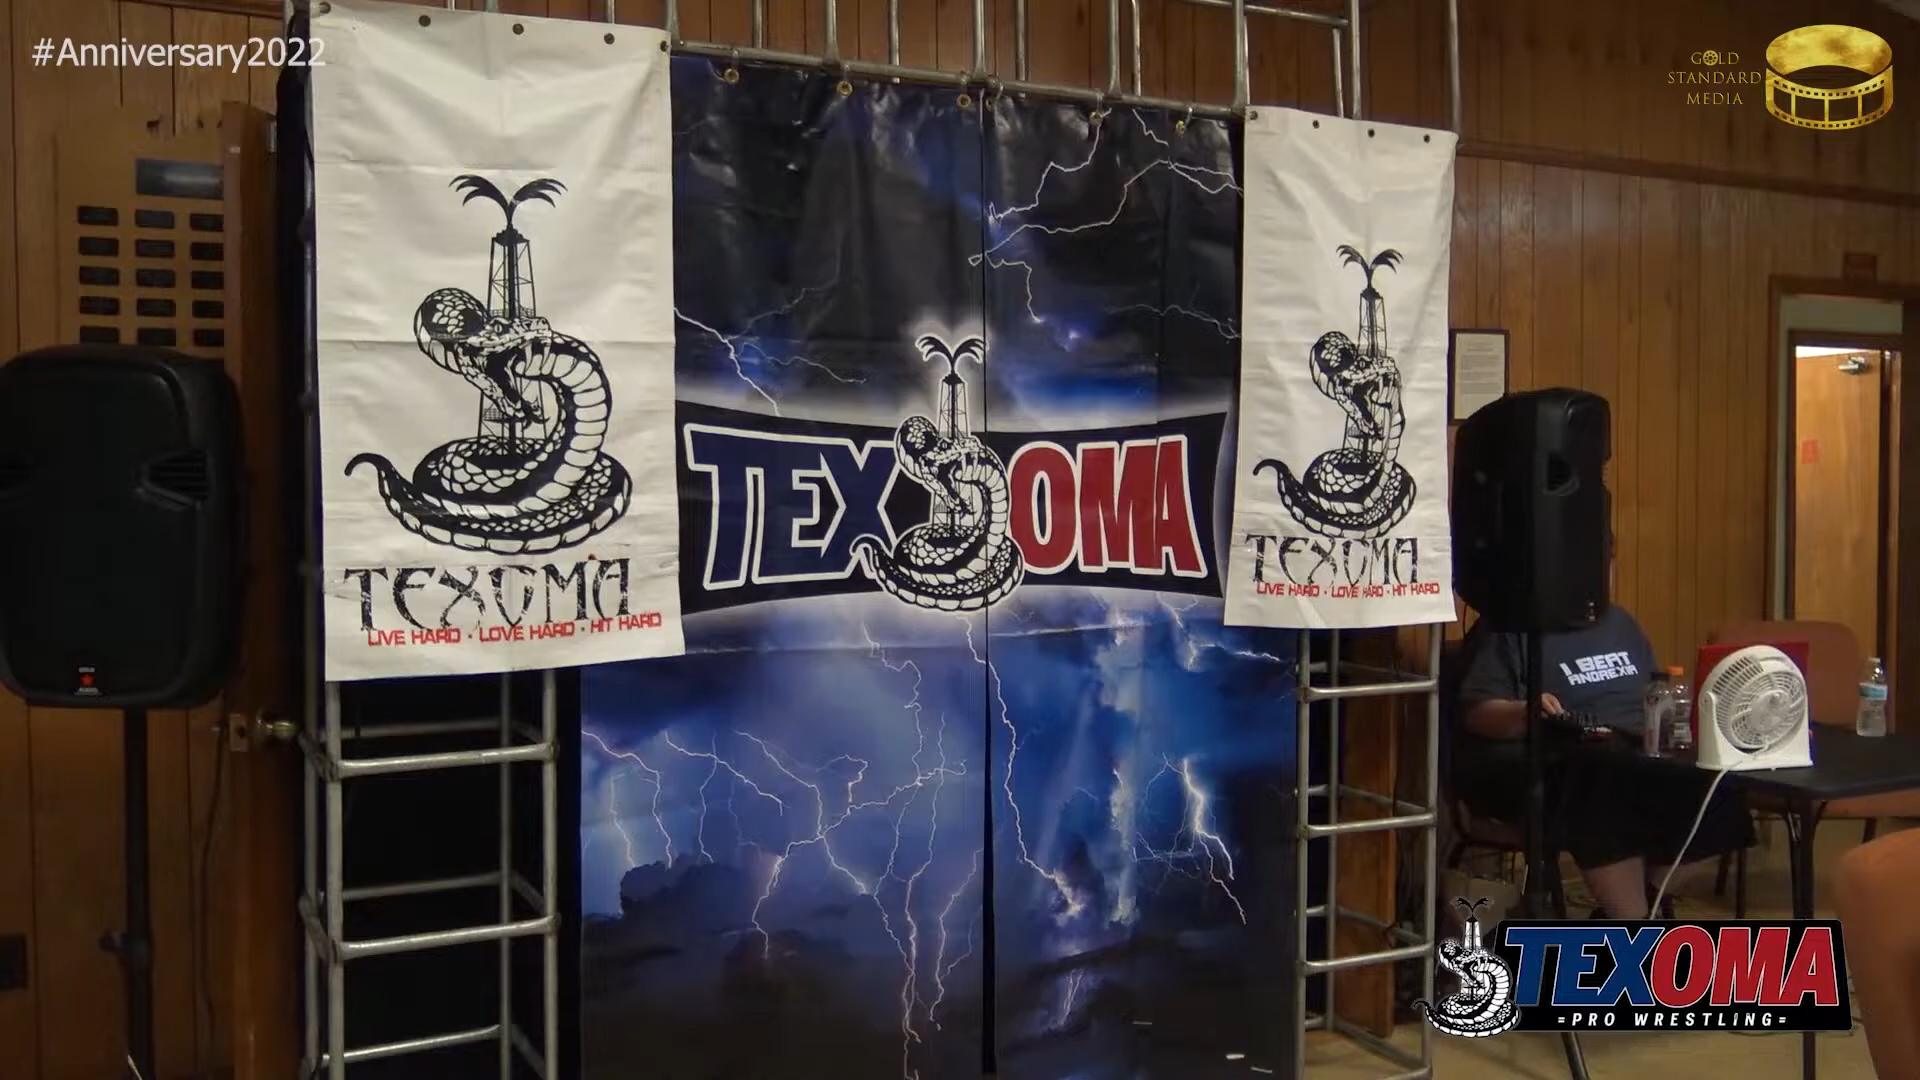 #Anniversary2022
GOLD
STANDARD
MEDIA
TEXOMA
LIVE HARD · LOVE HARD · HIT HARD
TEXOMA
TEXOMA
LIVE HARD · LOVE HARD · HIT HARD
I BEAT
ANOREXIA
TEXOMA
=PRO WRESTLING=